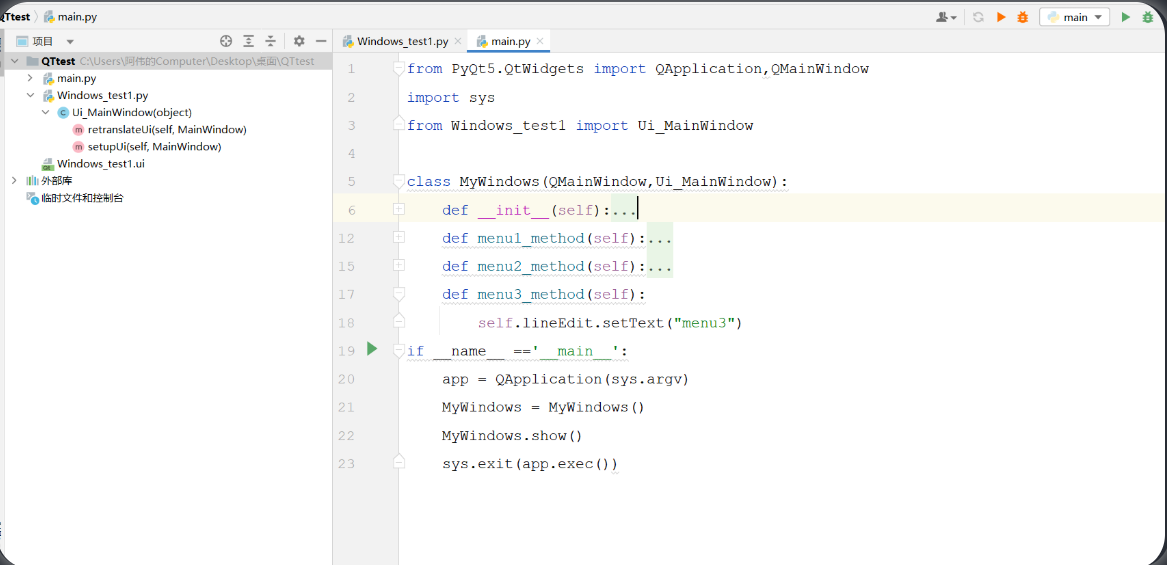 QTtest
main.py
main
项目
Windows_test1.py
main.py
QTtest C:\Users\阿伟的Computer\Desktop\桌面\QTtest
main.py
Windows_test1.py
Ui_MainWindow(object)
retranslateUi(self, MainWindow)
setupUi(self, MainWindow)
Windows_test1.ui
外部库
临时文件和控制台
1 from PyQt5.QtWidgets import QApplication,QMainWindow
2 import sys
3 from Windows_test1 import Ui_MainWindow
4
5 class MyWindows(QMainWindow,Ui_MainWindow):
6 def __init__(self):...
12 def menu1_method(self):...
15 def menu2_method(self):...
17 def menu3_method(self):
18 self.lineEdit.setText("menu3")
19 if __name__ =='__main__':
20 app = QApplication(sys.argv)
21 MyWindows = MyWindows()
22 MyWindows.show()
23 sys.exit(app.exec())